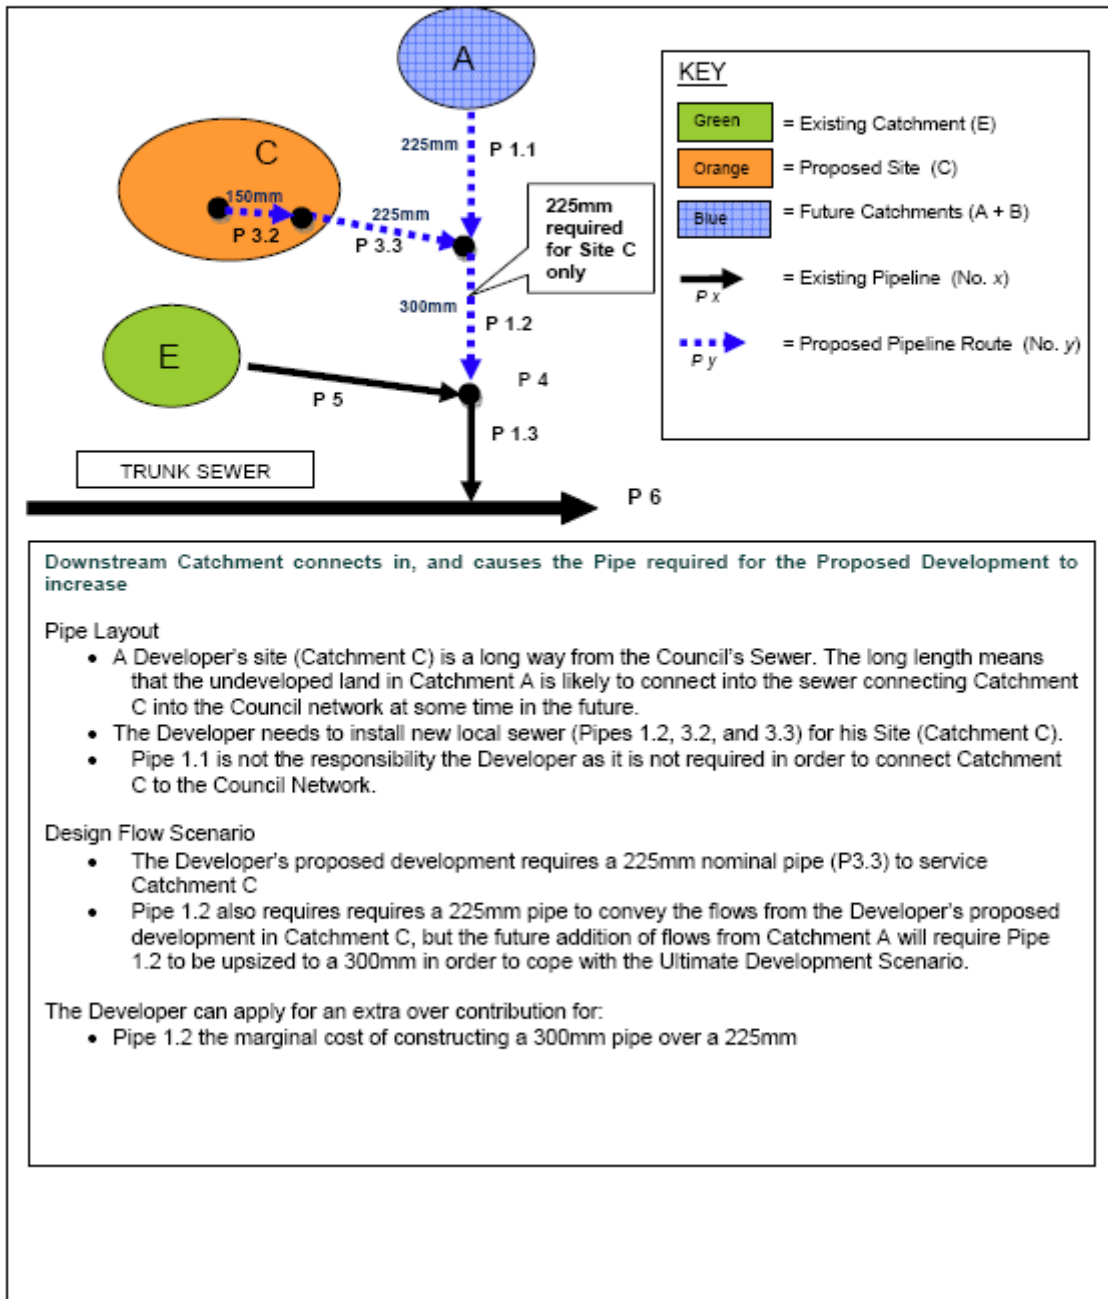 A
KEY
Green = Existing Catchment (E)
Orange = Proposed Site (C)
Blue = Future Catchments (A + B)
P x = Existing Pipeline (No. x)
P y = Proposed Pipeline Route (No. y)
225mm P 1.1
C
150mm
P 3.2
225mm
P 3.3
225mm
required
for Site C
only
300mm
P 1.2
E
P 5
P 4
P 1.3
TRUNK SEWER
P 6
Downstream Catchment connects in, and causes the Pipe required for the Proposed Development to
increase
Pipe Layout
• A Developer's site (Catchment C) is a long way from the Council's Sewer. The long length means
that the undeveloped land in Catchment A is likely to connect into the sewer connecting Catchment
C into the Council network at some time in the future.
• The Developer needs to install new local sewer (Pipes 1.2, 3.2, and 3.3) for his Site (Catchment C).
• Pipe 1.1 is not the responsibility the Developer as it is not required in order to connect Catchment
C to the Council Network.
Design Flow Scenario
• The Developer's proposed development requires a 225mm nominal pipe (P3.3) to service
Catchment C
• Pipe 1.2 also requires requires a 225mm pipe to convey the flows from the Developer's proposed
development in Catchment C, but the future addition of flows from Catchment A will require Pipe
1.2 to be upsized to a 300mm in order to cope with the Ultimate Development Scenario.
The Developer can apply for an extra over contribution for:
• Pipe 1.2 the marginal cost of constructing a 300mm pipe over a 225mm